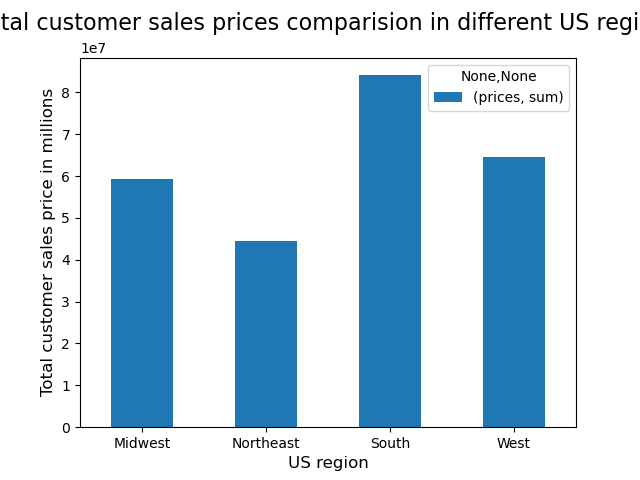 tal customer sales prices comparision in different US regi
1e7
None,None
(prices, sum)
8
7
6
5
4
3
2
1
0
Total customer sales price in millions
Midwest Northeast South West
US region